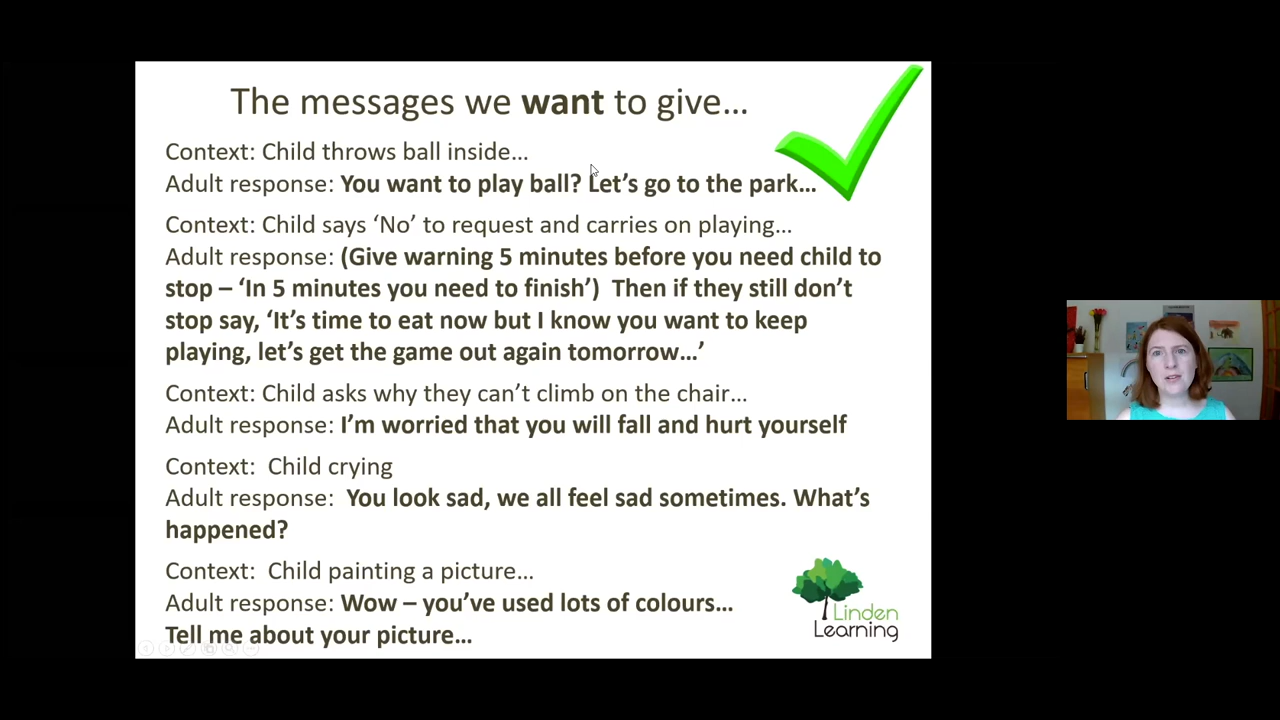 The messages we want to give…
Context: Child throws ball inside…
Adult response: You want to play ball? Let’s go to the park…
Context: Child says ‘No’ to request and carries on playing…
Adult response: (Give warning 5 minutes before you need child to
stop – ‘In 5 minutes you need to finish’)  Then if they still don’t
stop say, ‘It’s time to eat now but I know you want to keep
playing, let’s get the game out again tomorrow…’
Context: Child asks why they can’t climb on the chair…
Adult response: I’m worried that you will fall and hurt yourself
Context:  Child crying
Adult response:  You look sad, we all feel sad sometimes. What’s
happened?
Context:  Child painting a picture…
Adult response: Wow – you’ve used lots of colours…
Tell me about your picture…
Linden
Learning